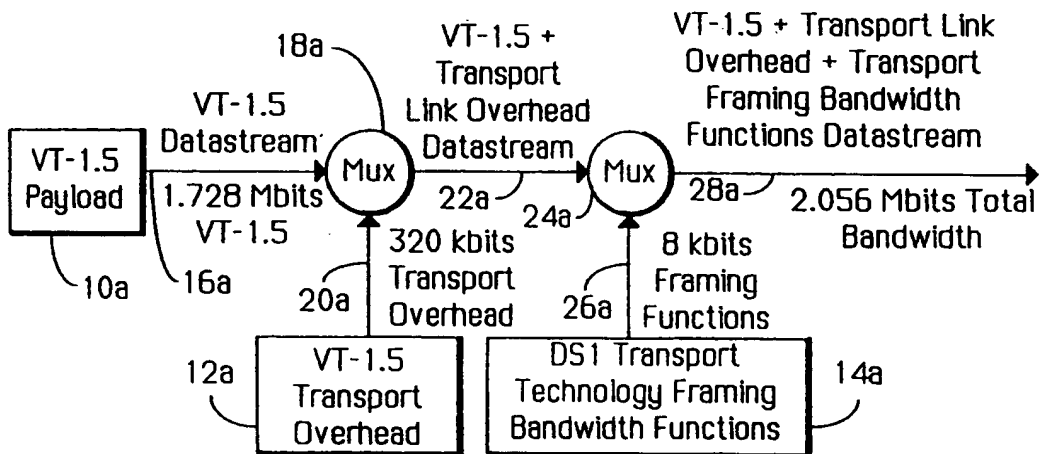 18a
VT-1.5 +
Transport
Link Overhead
Datastream
VT-1.5 + Transport Link
Overhead + Transport
Framing Bandwidth
Functions Datastream
VT-1.5
Datastream
VT-1.5
Payload
Mux
Mux
1.728 Mbits
VT-1.5
22a
24a
28a
2.056 Mbits Total
Bandwidth
10a
16a
20a
320 kbits
Transport
Overhead
26a
8 kbits
Framing
Functions
12a
VT-1.5
Transport
Overhead
DS1 Transport
Technology Framing
Bandwidth Functions
14a